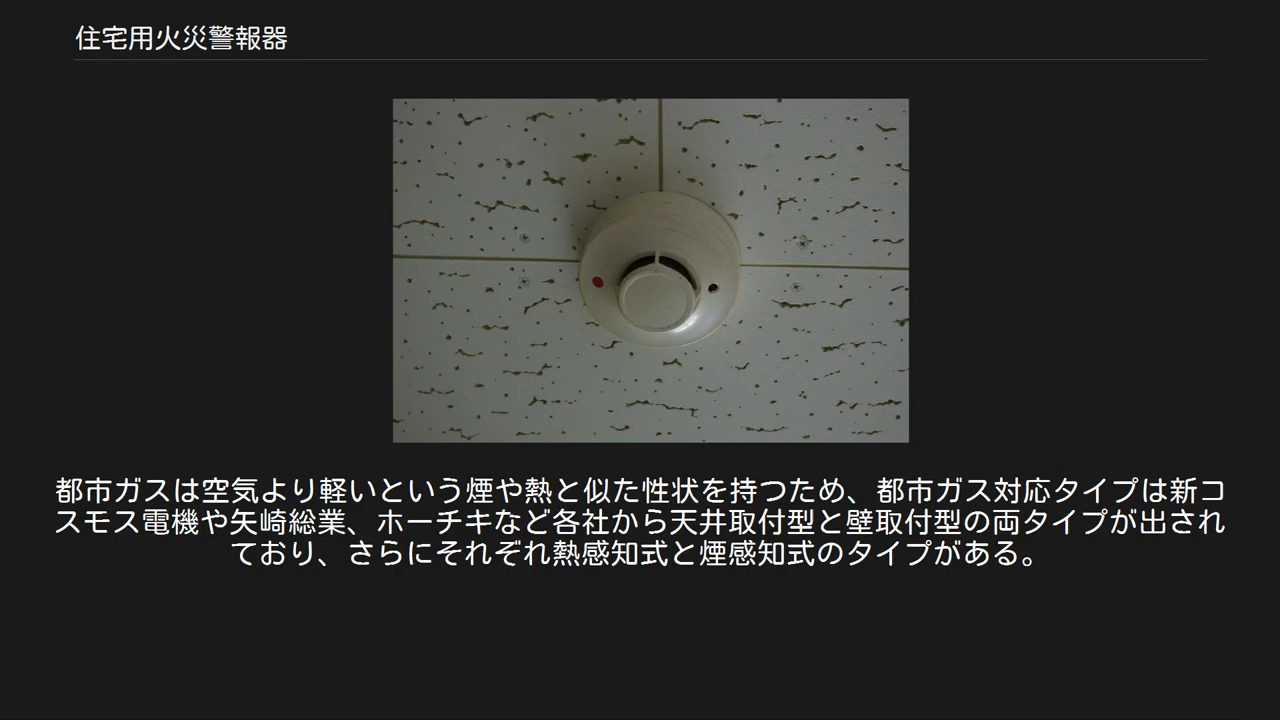 住宅用火災警報器
都市ガスは空気より軽いという煙や熱と似た性状を持つため、都市ガス対応タイプは新コ
スモス電機や矢崎総業、ホーチキなど各社から天井取付型と壁取付型の両タイプが出され
ており、さらにそれぞれ熱感知式と煙感知式のタイプがある。